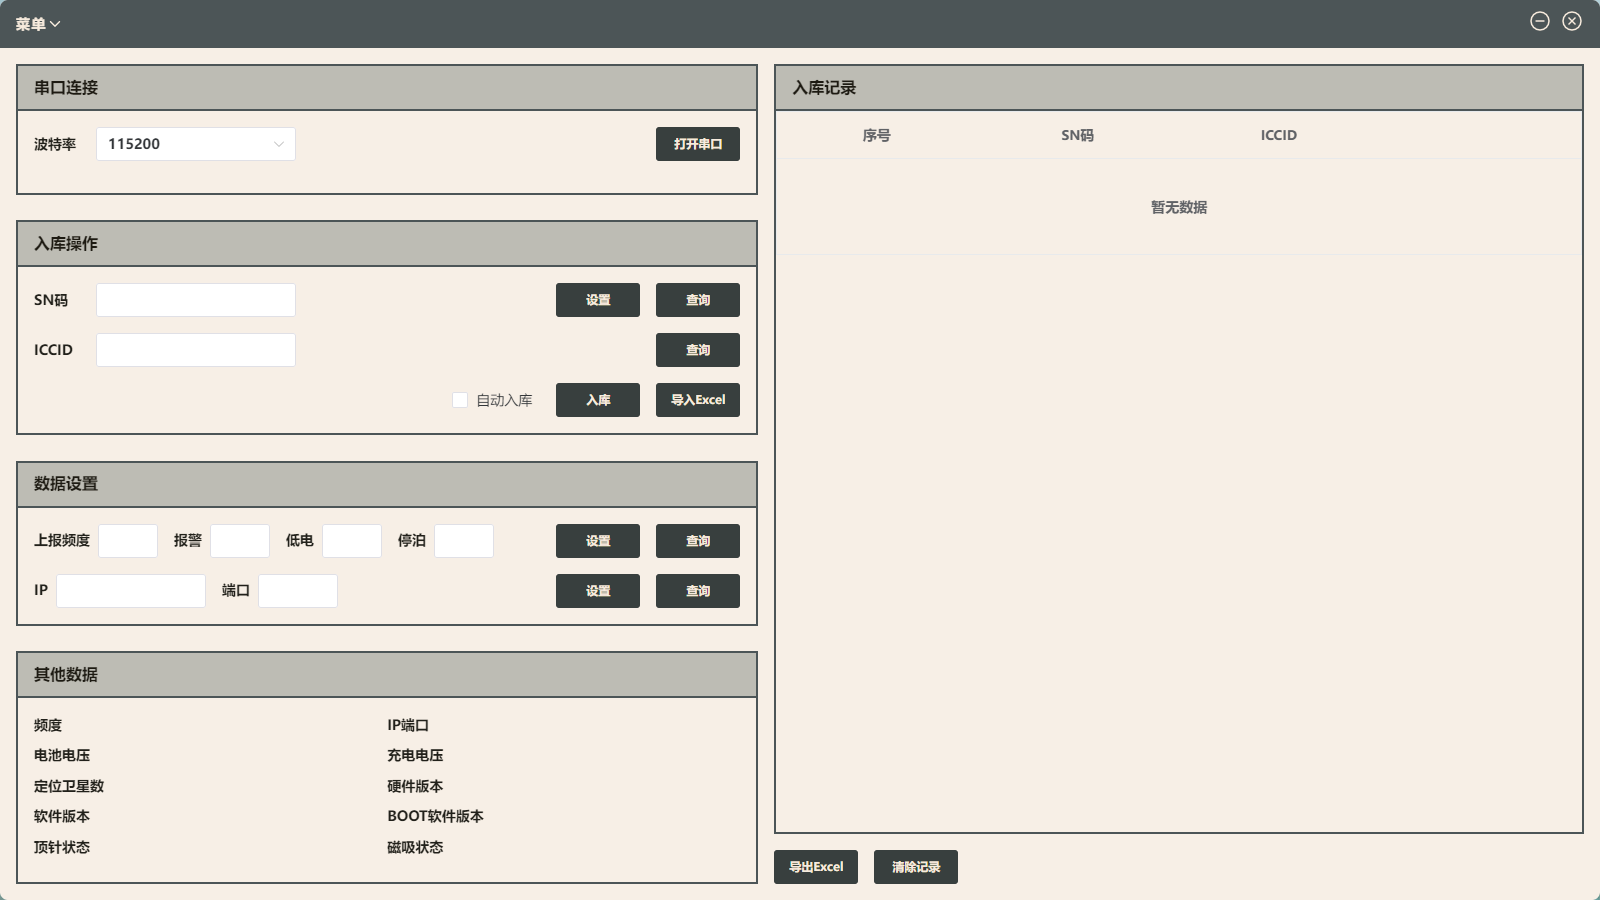 菜单
串口连接
波特率 115200 打开串口
入库操作
SN码 设置 查询
ICCID 查询
自动入库 入库 导入Excel
数据设置
上报频度 报警 低电 停泊 设置 查询
IP 端口 设置 查询
其他数据
频度 IP端口
电池电压 充电电压
定位卫星数 硬件版本
软件版本 BOOT软件版本
顶针状态 磁吸状态
入库记录
序号 SN码 ICCID
暂无数据
导出Excel 清除记录